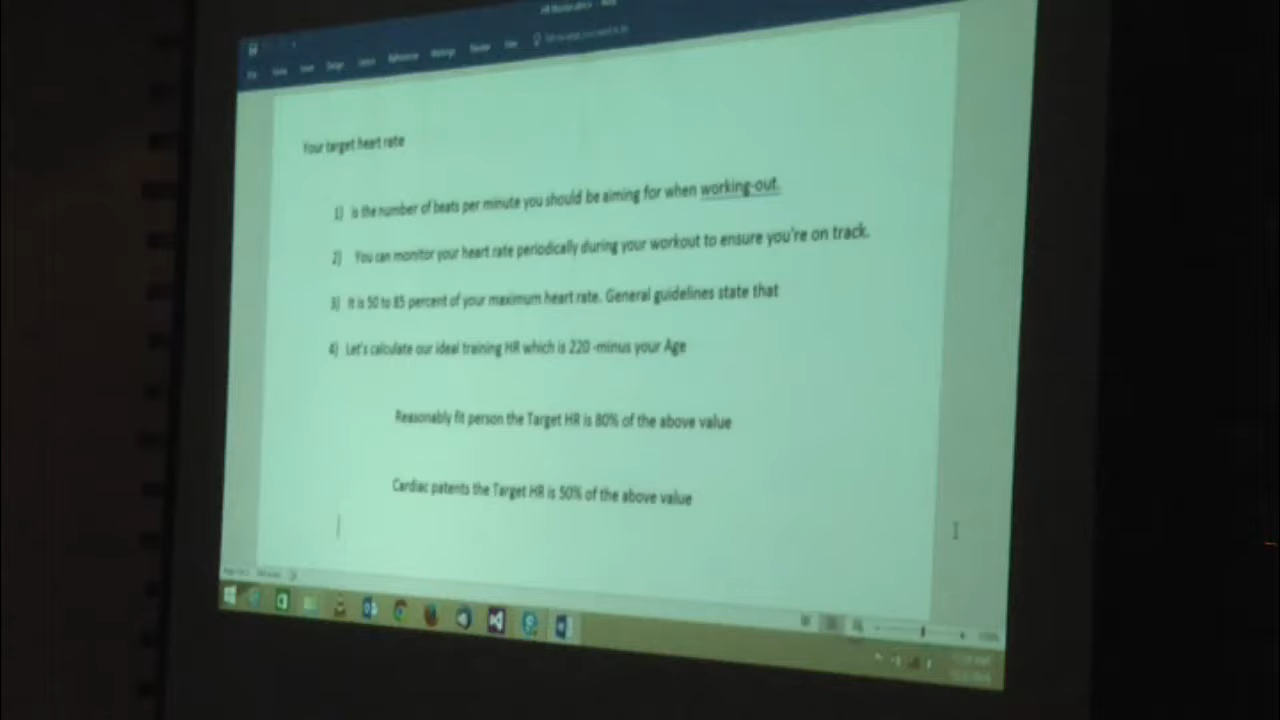 Your target heart rate
1) is the number of beats per minute you should be aiming for when working-out.
2) You can monitor your heart rate periodically during your workout to ensure you're on track.
3) It is 50 to 85 percent of your maximum heart rate. General guidelines state that
4) Let's calculate our ideal training HR which is 220 -minus your Age
Reasonably fit person the Target HR is 80% of the above value
Cardiac patents the Target HR is 50% of the above value